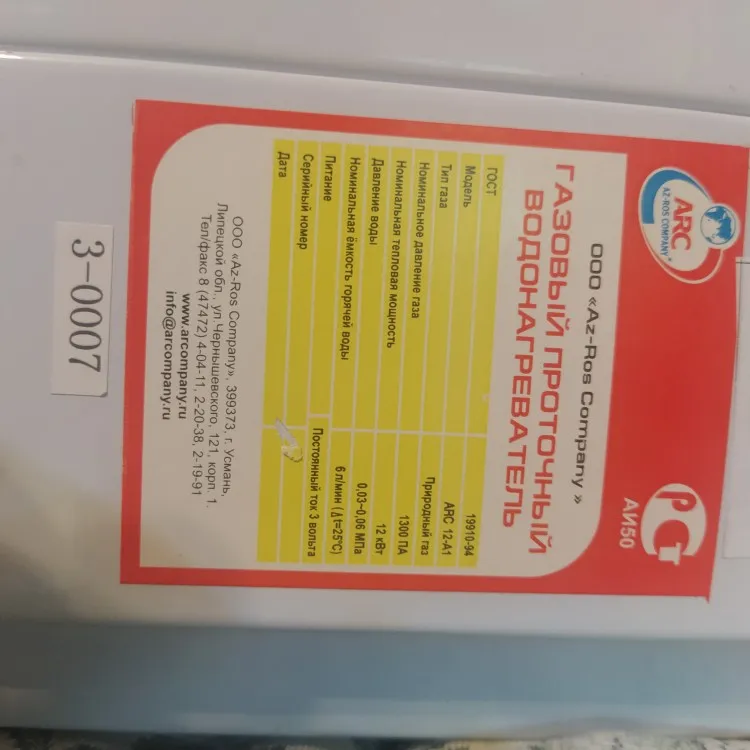 ARC
AZ-ROS COMPANY
PCT
АИ50
ООО «Az-Ros Company »
ГАЗОВЫЙ ПРОТОЧНЫЙ
ВОДОНАГРЕВАТЕЛЬ
ГОСТ 19910-94
Модель ARC 12-A1
Тип газа Природный газ
Номинальное давление газа 1300 ПА
Номинальная тепловая мощность 12 кВт
Давление воды 0,03~0,06 МПа
Номинальная ёмкость горячей воды 6 л/мин (Δt=25℃)
Питание Постоянный ток 3 вольта
Серийный номер
Дата
ООО «Az-Ros Company», 399373, г. Усмань,
Липецкой обл., ул.Чернышевского, 121, корп. 1.
Тел/факс 8 (47472) 4-04-11, 2-20-38, 2-19-91
www.arcompany.ru
info@arcompany.ru
3-0007